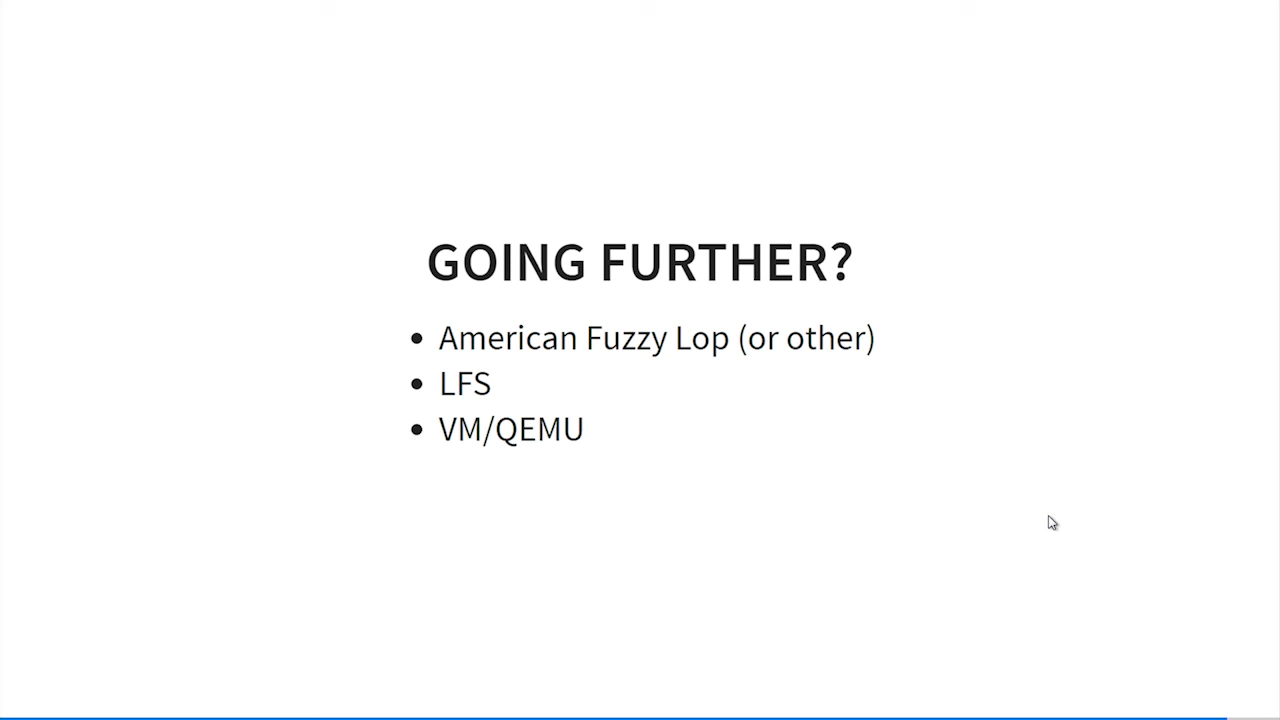 GOING FURTHER?
• American Fuzzy Lop (or other)
• LFS
• VM/QEMU